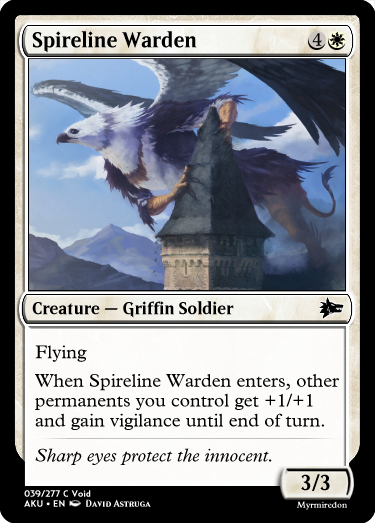 Spireline Warden 4
Creature — Griffin Soldier
Flying
When Spireline Warden enters, other
permanents you control get +1/+1
and gain vigilance until end of turn.
Sharp eyes protect the innocent.
3/3
039/277 C Void
AKU • EN DAVID ASTRUGA
Myrmiredon